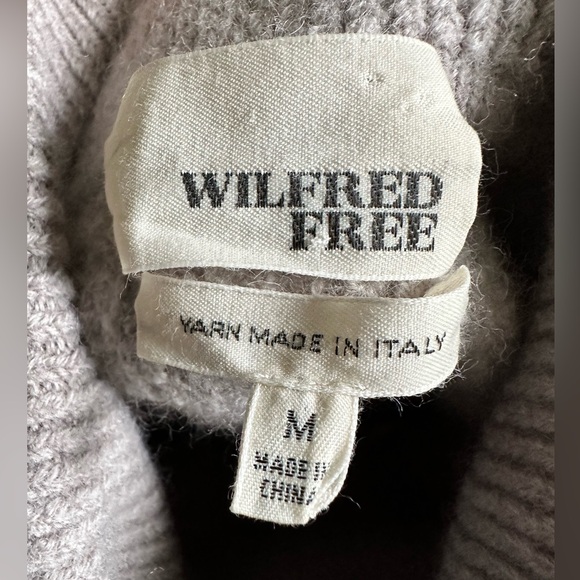 WILFRED
FREE
YARN MADE IN ITALY
M
MADE IN
CHINA